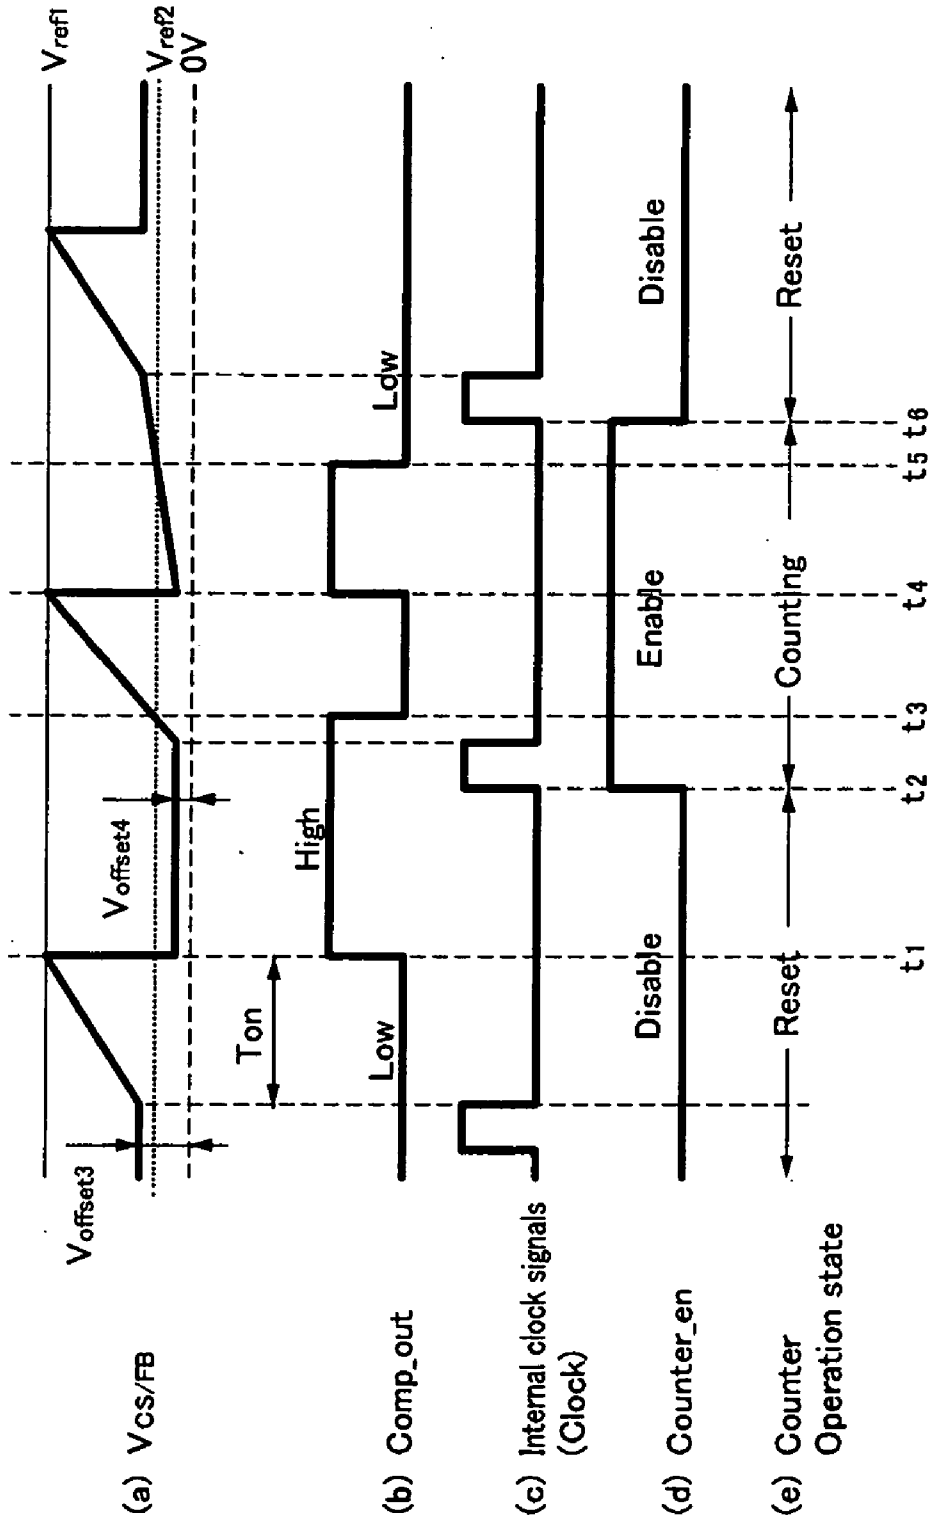 Vref1
Vref2
0V
Voffset3
Voffset4
(a) VCS/FB
Ton
(b) Comp_out
Low
High
Low
(c) Internal clock signals
(Clock)
(d) Counter_en
Disable
Enable
Disable
(e) Counter
Operation state
Reset
Counting
Reset
t1
t2
t3
t4
t5
t6